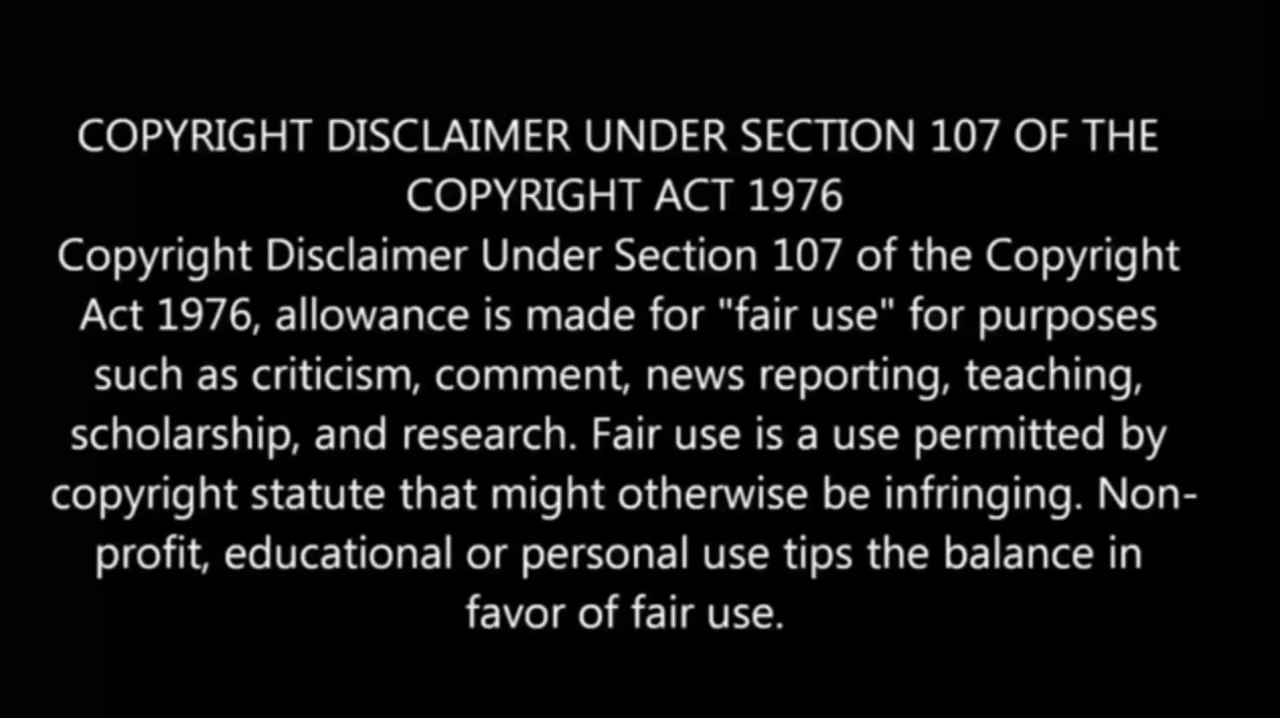 COPYRIGHT DISCLAIMER UNDER SECTION 107 OF THE
COPYRIGHT ACT 1976
Copyright Disclaimer Under Section 107 of the Copyright
Act 1976, allowance is made for "fair use" for purposes
such as criticism, comment, news reporting, teaching,
scholarship, and research. Fair use is a use permitted by
copyright statute that might otherwise be infringing. Non-
profit, educational or personal use tips the balance in
favor of fair use.